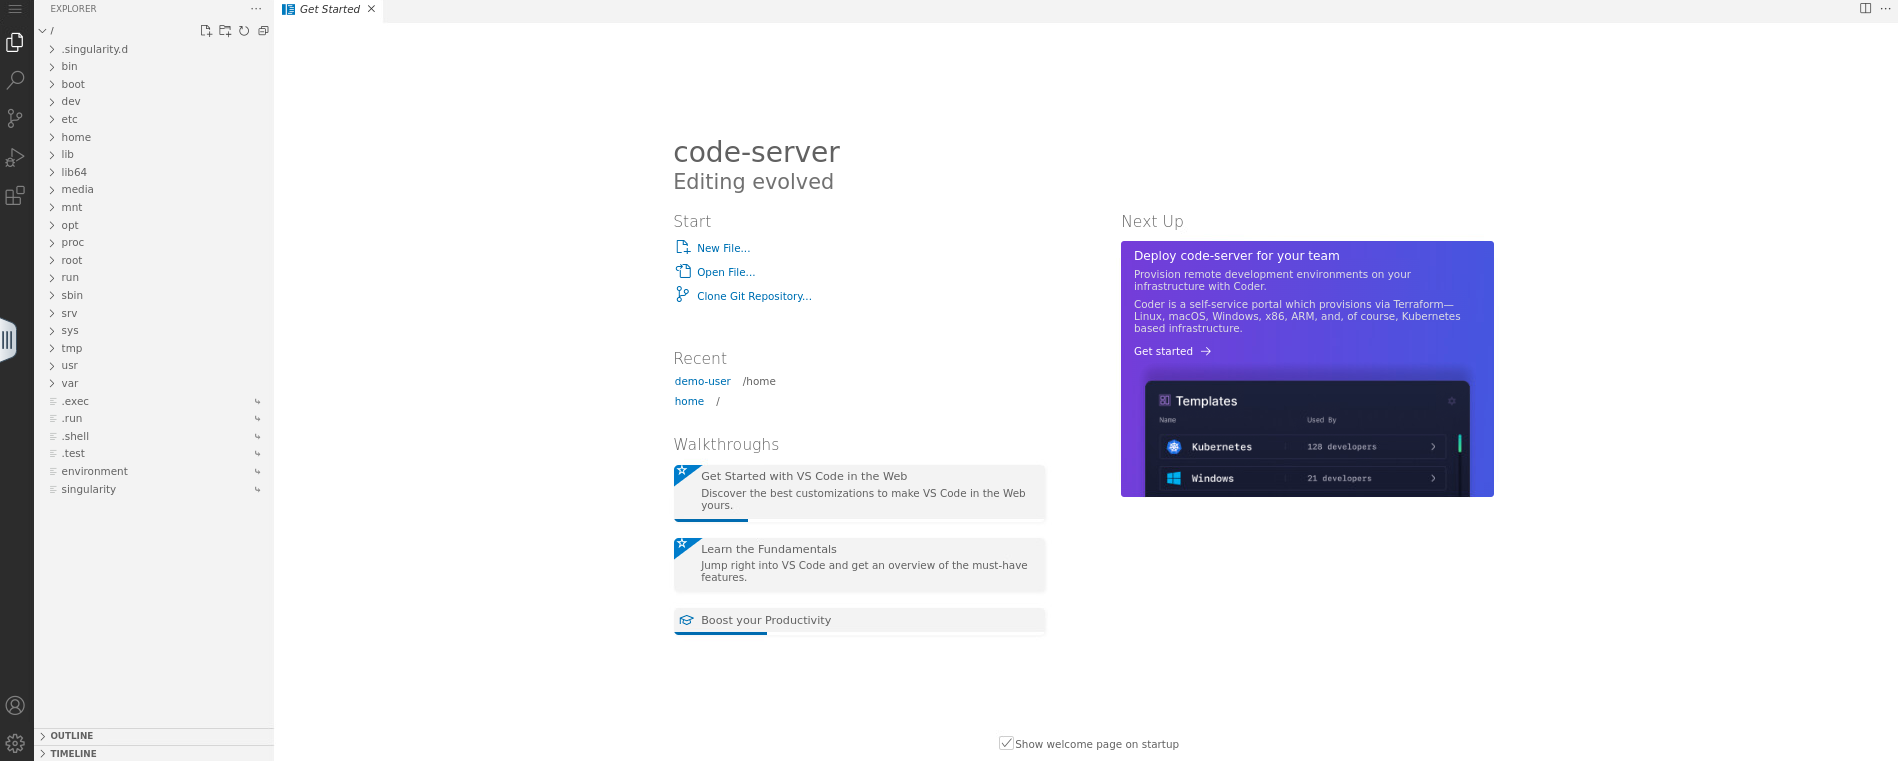 EXPLORER
/
.singularity.d
bin
boot
dev
etc
home
lib
lib64
media
mnt
opt
proc
root
run
sbin
srv
sys
tmp
usr
var
.exec
.run
.shell
.test
environment
singularity
OUTLINE
TIMELINE
Get Started
code-server
Editing evolved
Start
New File...
Open File...
Clone Git Repository...
Recent
demo-user /home
home /
Walkthroughs
Get Started with VS Code in the Web
Discover the best customizations to make VS Code in the Web
yours.
Learn the Fundamentals
Jump right into VS Code and get an overview of the must-have
features.
Boost your Productivity
Next Up
Deploy code-server for your team
Provision remote development environments on your
infrastructure with Coder.
Coder is a self-service portal which provisions via Terraform—
Linux, macOS, Windows, x86, ARM, and, of course, Kubernetes
based infrastructure.
Get started
Templates
Name Used By
Kubernetes 128 developers
Windows 21 developers
Show welcome page on startup